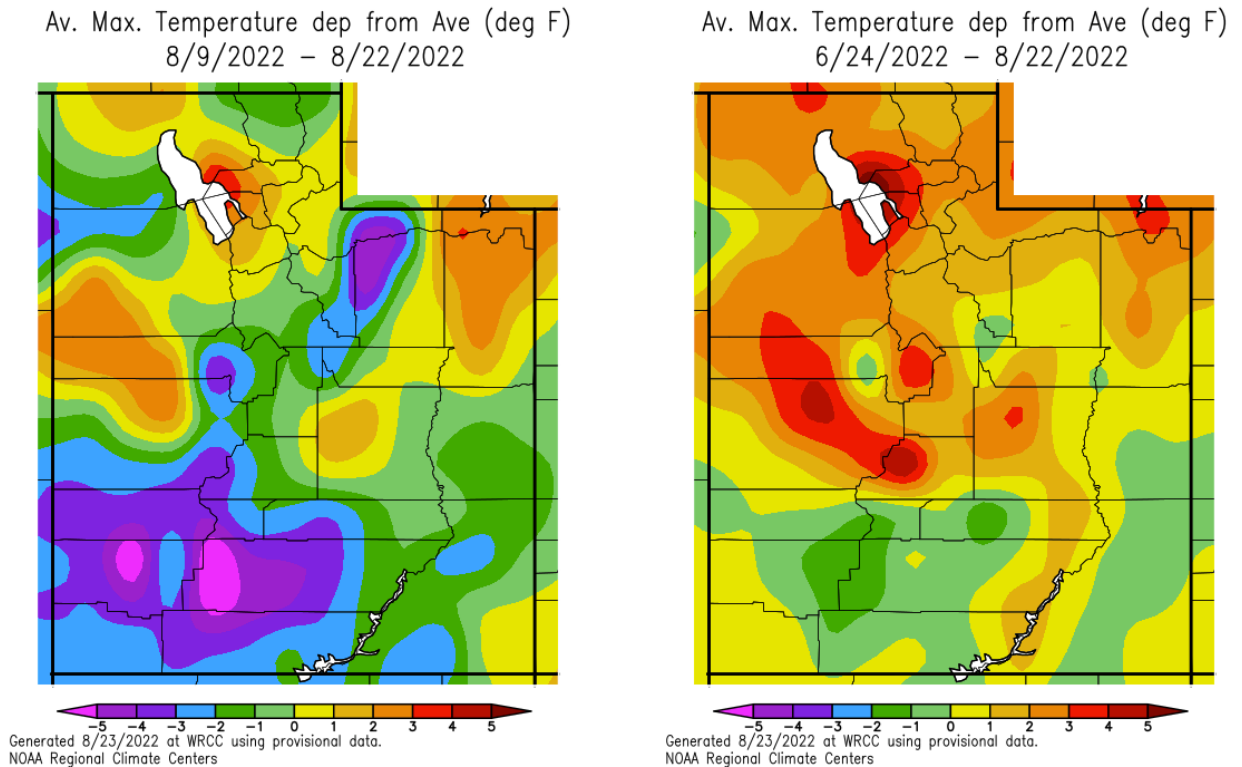 Av. Max. Temperature dep from Ave (deg F)
8/9/2022 – 8/22/2022
-5 -4 -3 -2 -1 0 1 2 3 4 5
Generated 8/23/2022 at WRCC using provisional data.
NOAA Regional Climate Centers
Av. Max. Temperature dep from Ave (deg F)
6/24/2022 – 8/22/2022
-5 -4 -3 -2 -1 0 1 2 3 4 5
Generated 8/23/2022 at WRCC using provisional data.
NOAA Regional Climate Centers